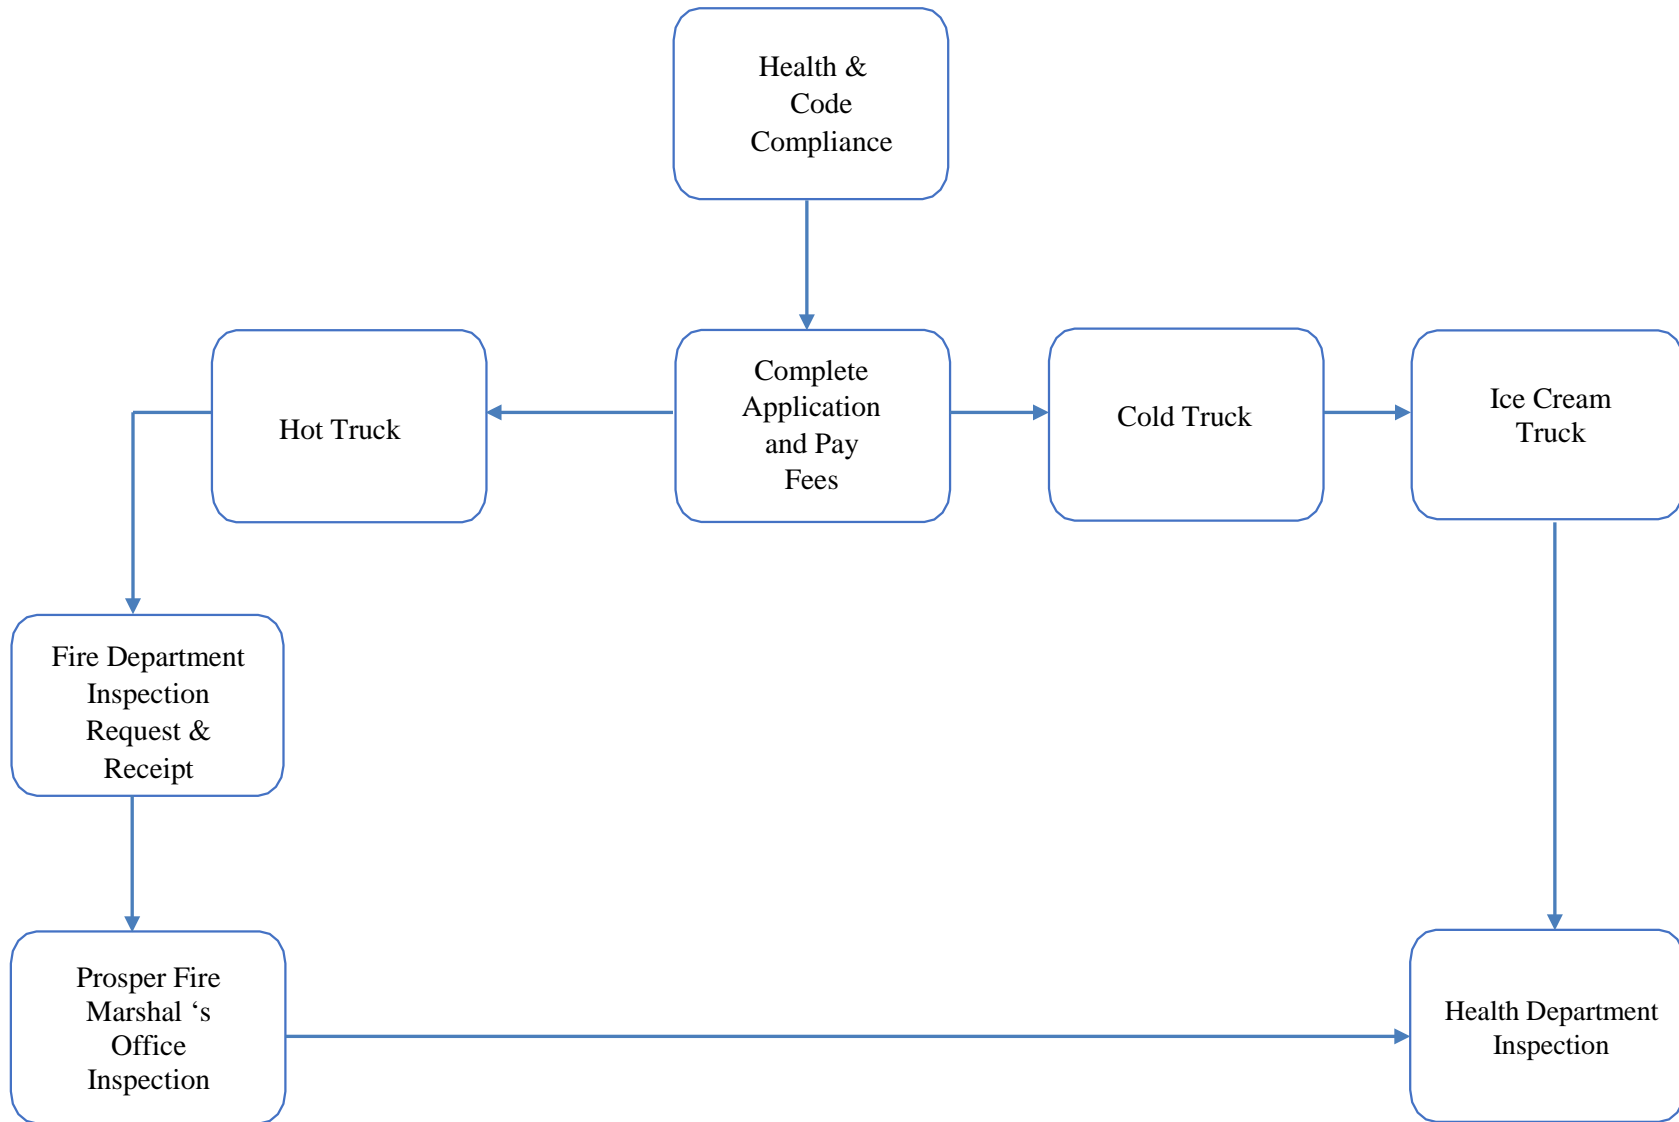 Health &
Code
Compliance
Hot Truck
Complete
Application
and Pay
Fees
Cold Truck
Ice Cream
Truck
Fire Department
Inspection
Request &
Receipt
Prosper Fire
Marshal ‘s
Office
Inspection
Health Department
Inspection